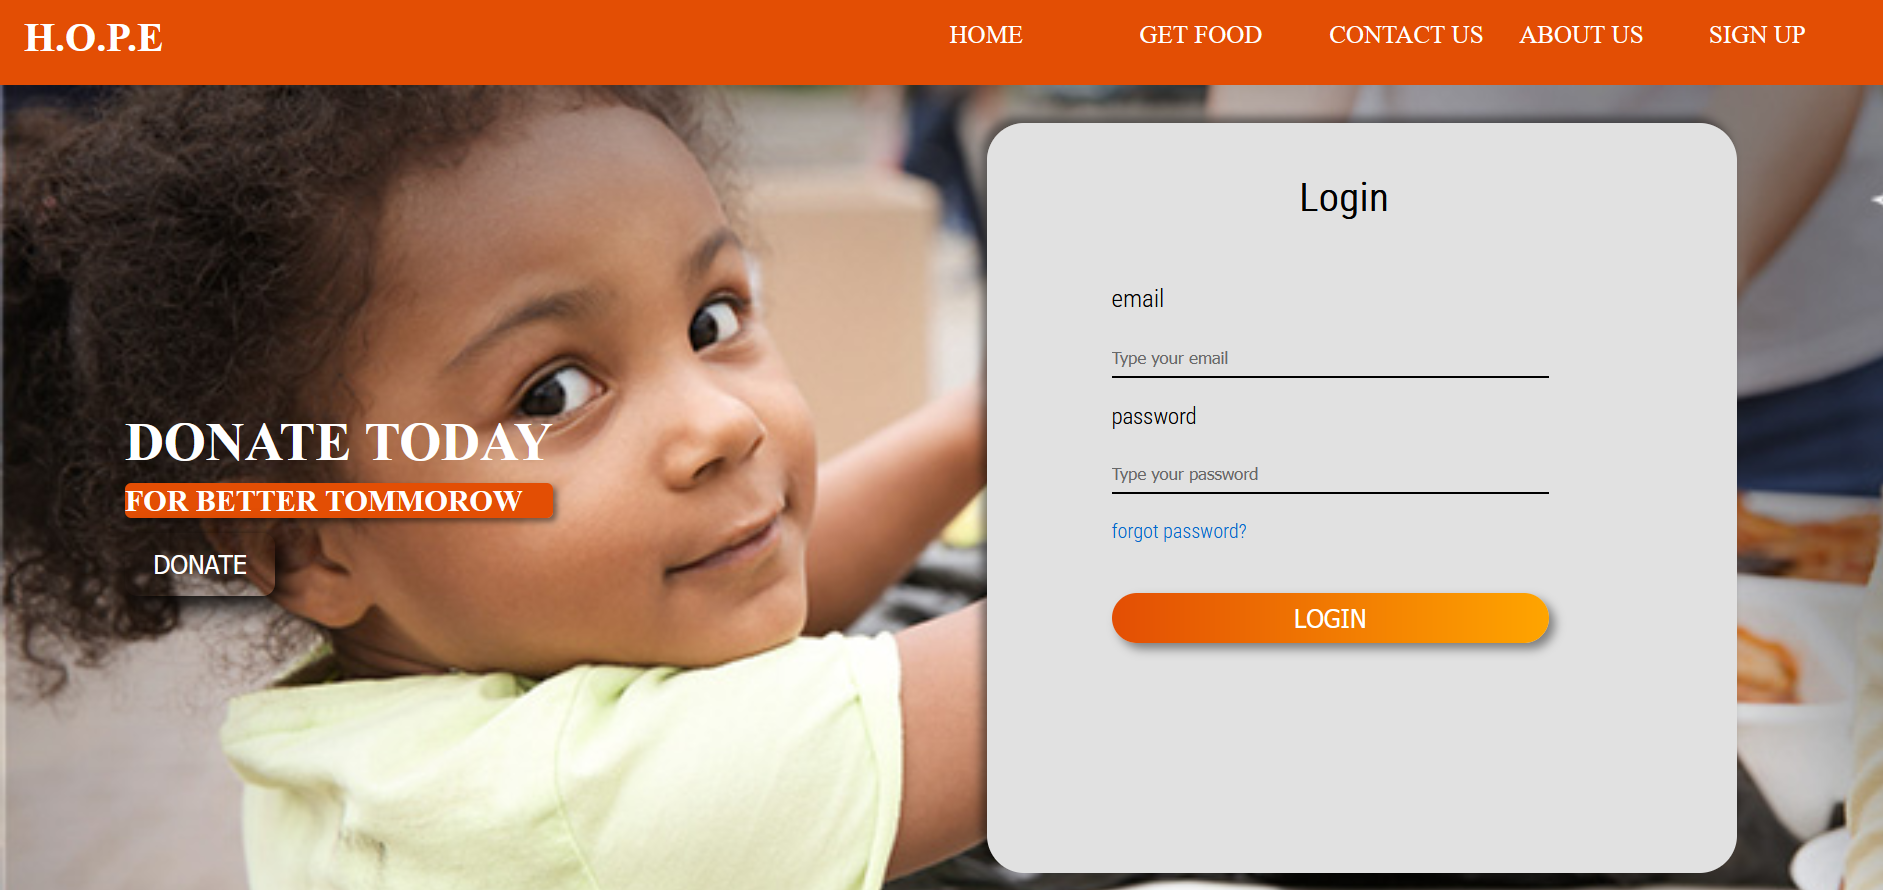 H.O.P.E
HOME GET FOOD CONTACT US ABOUT US SIGN UP
DONATE TODAY
FOR BETTER TOMMOROW
DONATE
Login
email
Type your email
password
Type your password
forgot password?
LOGIN